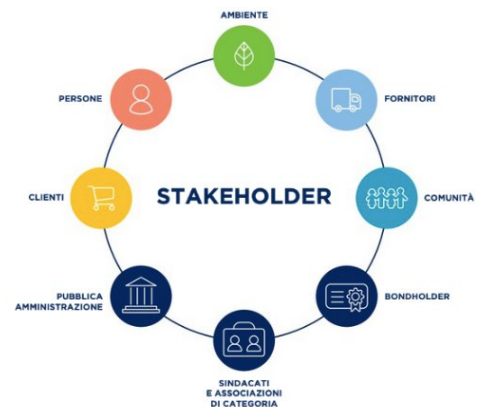 AMBIENTE
PERSONE
FORNITORI
CLIENTI
STAKEHOLDER
COMUNITÀ
PUBBLICA
AMMINISTRAZIONE
BONDHOLDER
SINDACATI
E ASSOCIAZIONI
DI CATEGORIA